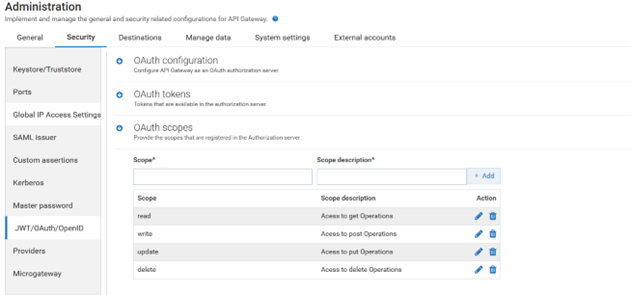 Administration
Implement and manage the general and security related configurations for API Gateway.
General Security Destinations Manage data System settings External accounts
Keystore/Truststore
Ports
Global IP Access Settings
SAML issuer
Custom assertions
Kerberos
Master password
JWT/OAuth/OpenID
Providers
Microgateway
OAuth configuration
Configure API Gateway as an OAuth authorization server.
OAuth tokens
Tokens that are available in the authorization server.
OAuth scopes
Provide the scopes that are registered in the Authorization server
Scope* Scope description*
+ Add
Scope Scope description Action
read Acess to get Operations
write Acess to post Operations
update Acess to put Operations
delete Acess to delete Operations